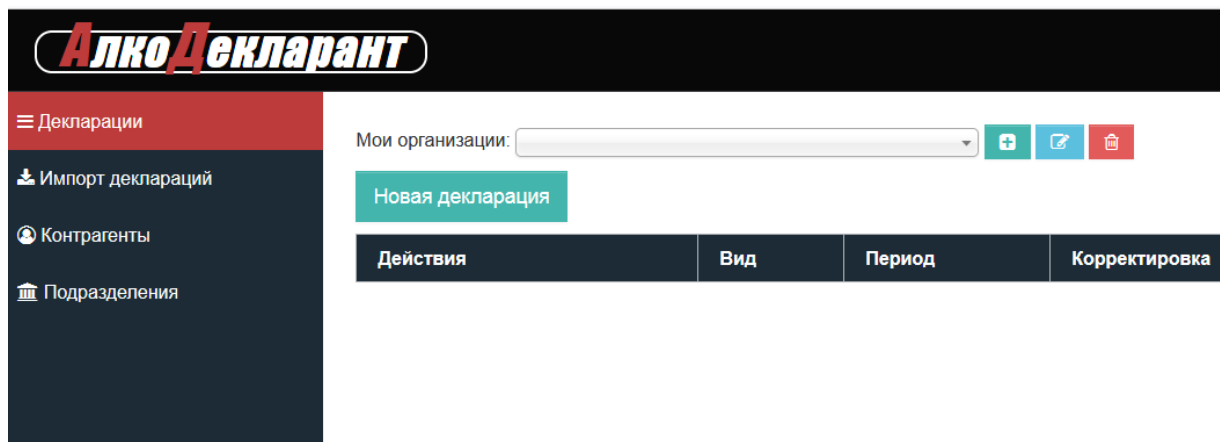 АлкоДекларант
Декларации
Импорт деклараций
Контрагенты
Подразделения
Мои организации:
Новая декларация
Действия Вид Период Корректировка